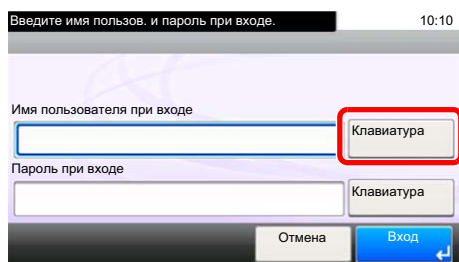 Введите имя пользов. и пароль при входе. 10:10
Имя пользователя при входе
Клавиатура
Пароль при входе
Клавиатура
Отмена Вход